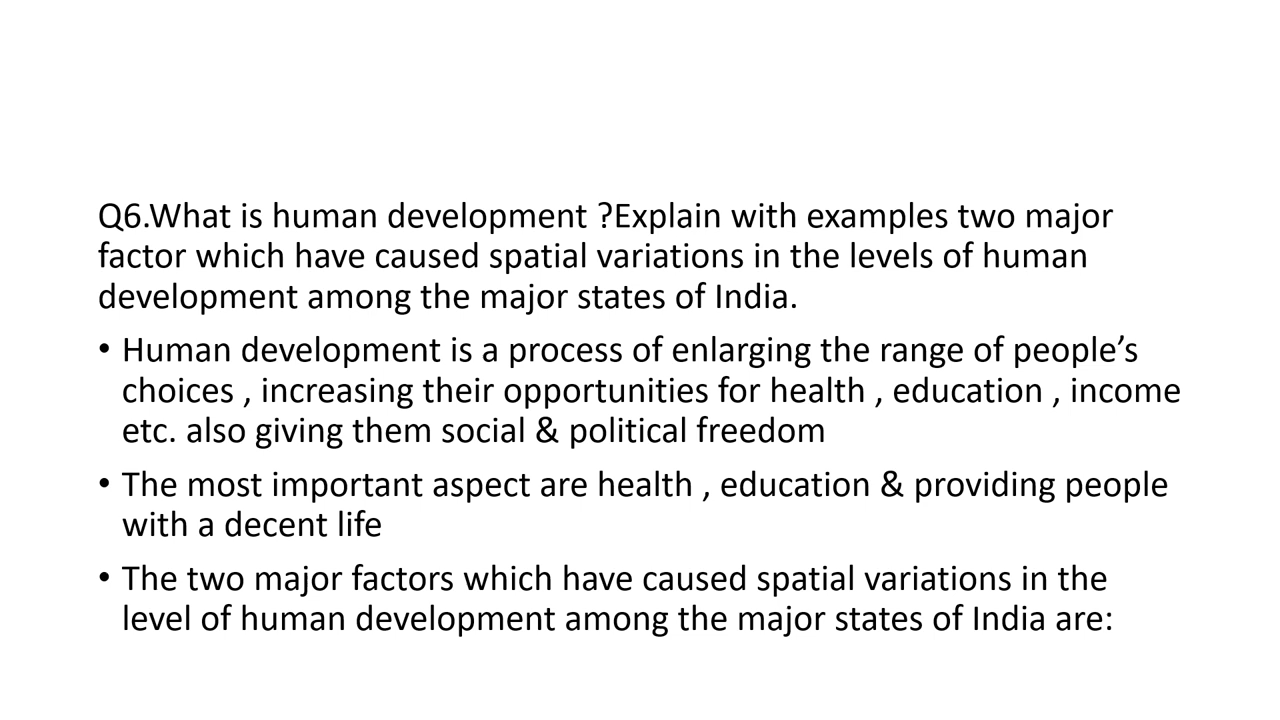 Q6.What is human development ?Explain with examples two major
factor which have caused spatial variations in the levels of human
development among the major states of India.
• Human development is a process of enlarging the range of people’s
choices , increasing their opportunities for health , education , income
etc. also giving them social & political freedom
• The most important aspect are health , education & providing people
with a decent life
• The two major factors which have caused spatial variations in the
level of human development among the major states of India are: